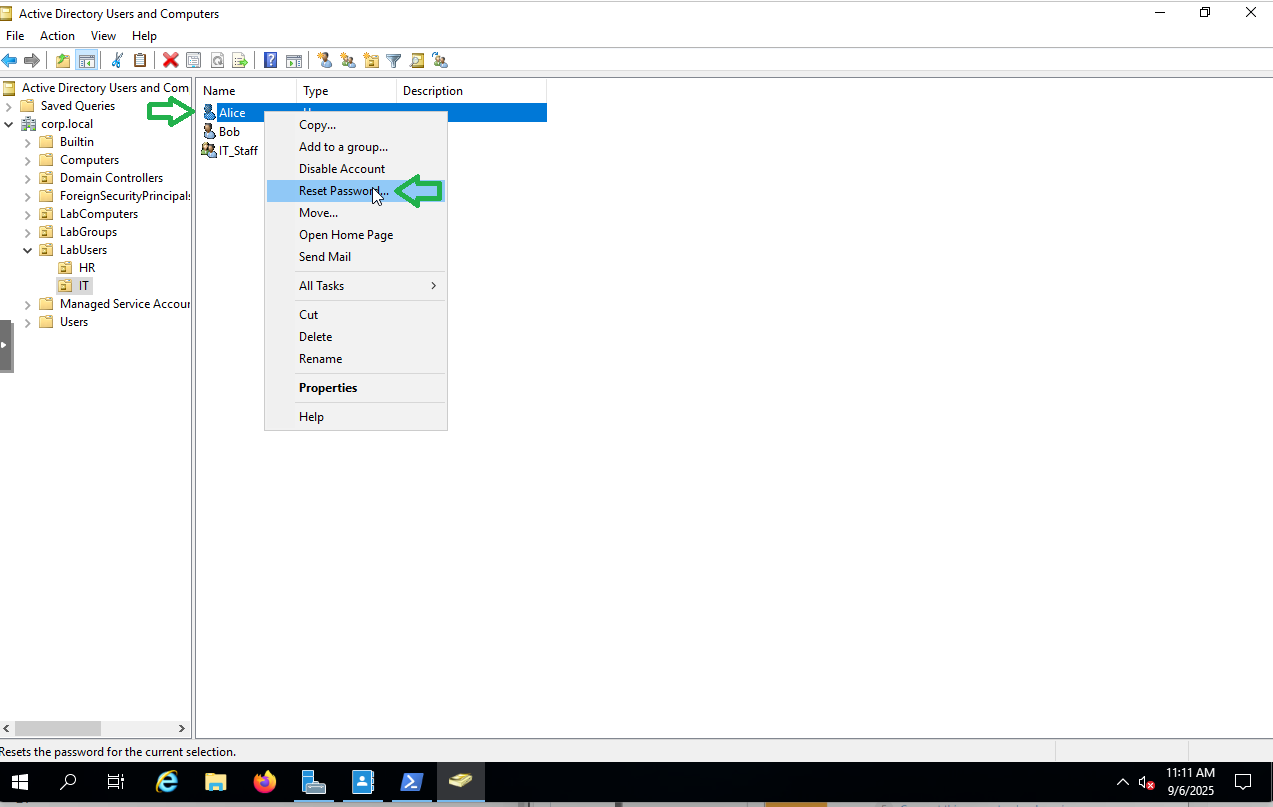 Active Directory Users and Computers
File Action View Help
Active Directory Users and Com
Saved Queries
corp.local
Builtin
Computers
Domain Controllers
ForeignSecurityPrincipals
LabComputers
LabGroups
LabUsers
HR
IT
Managed Service Accour
Users
Name Type Description
Alice
Bob
IT_Staff
Copy...
Add to a group...
Disable Account
Reset Password...
Move...
Open Home Page
Send Mail
All Tasks
Cut
Delete
Rename
Properties
Help
Resets the password for the current selection.
11:11 AM
9/6/2025